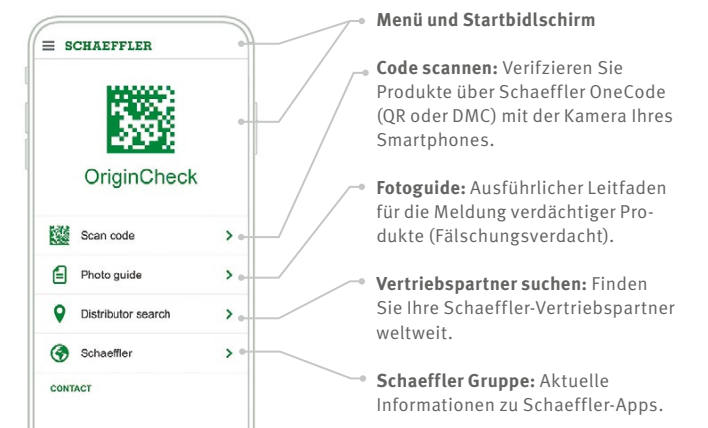 SCHAEFFLER
OriginCheck
Scan code
Photo guide
Distributor search
Schaeffler
CONTACT
Menü und Startbidlschirm
Code scannen: Verifzieren Sie
Produkte über Schaeffler OneCode
(QR oder DMC) mit der Kamera Ihres
Smartphones.
Fotoguide: Ausführlicher Leitfaden
für die Meldung verdächtiger Pro-
dukte (Fälschungsverdacht).
Vertriebspartner suchen: Finden
Sie Ihre Schaeffler-Vertriebspartner
weltweit.
Schaeffler Gruppe: Aktuelle
Informationen zu Schaeffler-Apps.